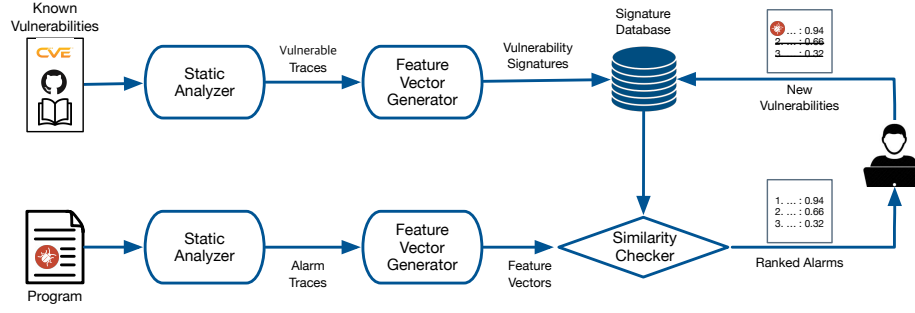 Known
Vulnerabilities
CVE
Static
Analyzer
Vulnerable
Traces
Feature
Vector
Generator
Vulnerability
Signatures
Signature
Database
... : 0.94
2. ... : 0.66
3. ... : 0.32
New
Vulnerabilities
Program
Static
Analyzer
Alarm
Traces
Feature
Vector
Generator
Feature
Vectors
Similarity
Checker
1. ... : 0.94
2. ... : 0.66
3. ... : 0.32
Ranked Alarms